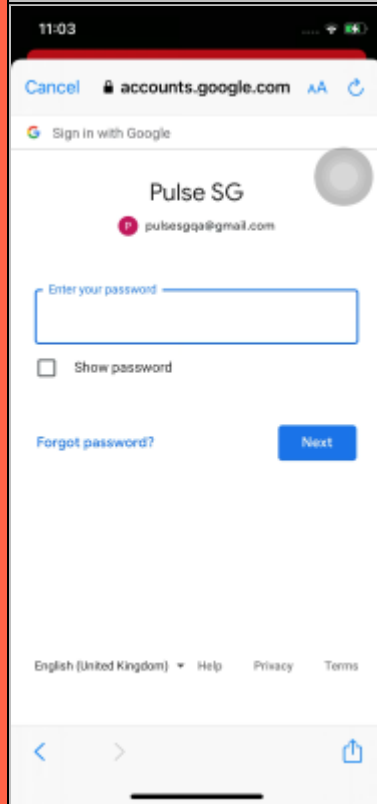 11:03
Cancel accounts.google.com AA
G Sign in with Google
Pulse SG
P pulsesgqa@gmail.com
Enter your password
Show password
Forgot password? Next
English (United Kingdom) Help Privacy Terms